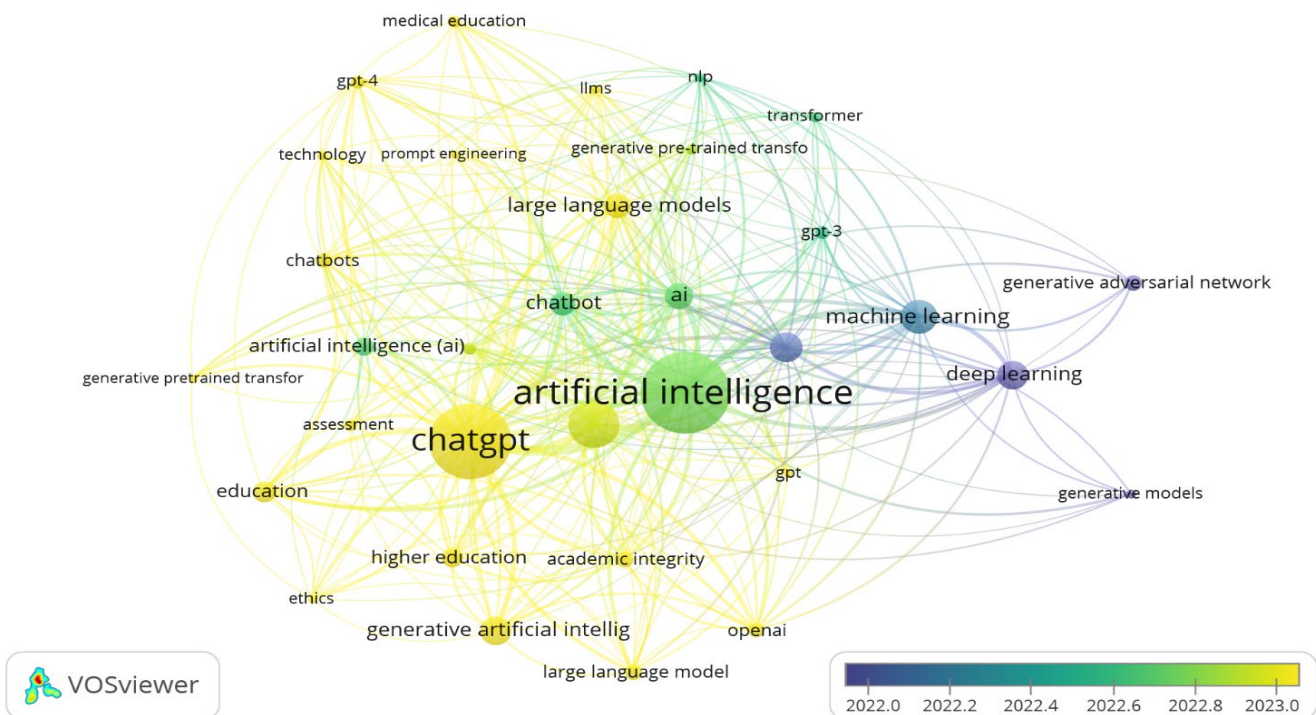 medical education
gpt-4
nlp
llms
transformer
technology
prompt engineering
generative pre-trained transfo
large language models
gpt-3
chatbots
generative adversarial network
ai
chatbot
machine learning
artificial intelligence (ai)
generative pretrained transfor
deep learning
artificial intelligence
assessment
chatgpt
gpt
education
generative models
higher education
academic integrity
ethics
generative artificial intellig
openai
large language model
VOSviewer
2022.0 2022.2 2022.4 2022.6 2022.8 2023.0